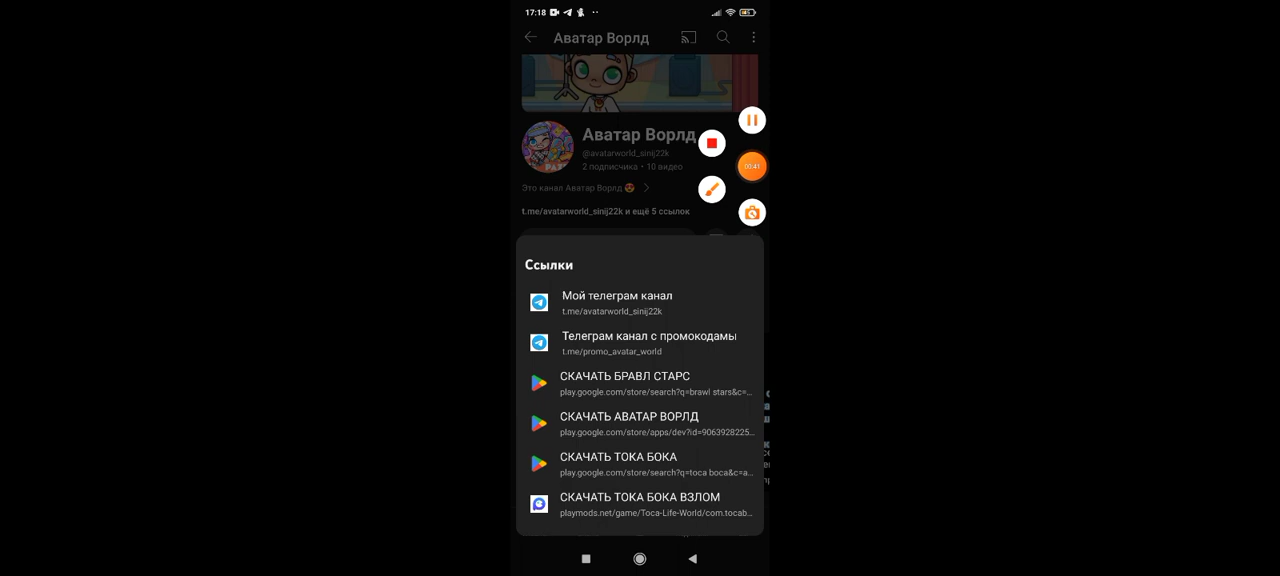 17:18
Аватар Ворлд
Аватар Ворлд
@avatarworld_sinij22k
2 подписчика • 10 видео
00:41
Это канал Аватар Ворлд 😍
t.me/avatarworld_sinij22k и ещё 5 ссылок
Ссылки
Мой телеграм канал
t.me/avatarworld_sinij22k
Телеграм канал с промокодамы
t.me/promo_avatar_world
СКАЧАТЬ БРАВЛ СТАРС
play.google.com/store/search?q=brawl stars&c=...
СКАЧАТЬ АВАТАР ВОРЛД
play.google.com/store/apps/dev?id=9063928225...
СКАЧАТЬ ТОКА БОКА
play.google.com/store/search?q=toca boca&c=a...
СКАЧАТЬ ТОКА БОКА ВЗЛОМ
playmods.net/game/Toca-Life-World/com.tocab...